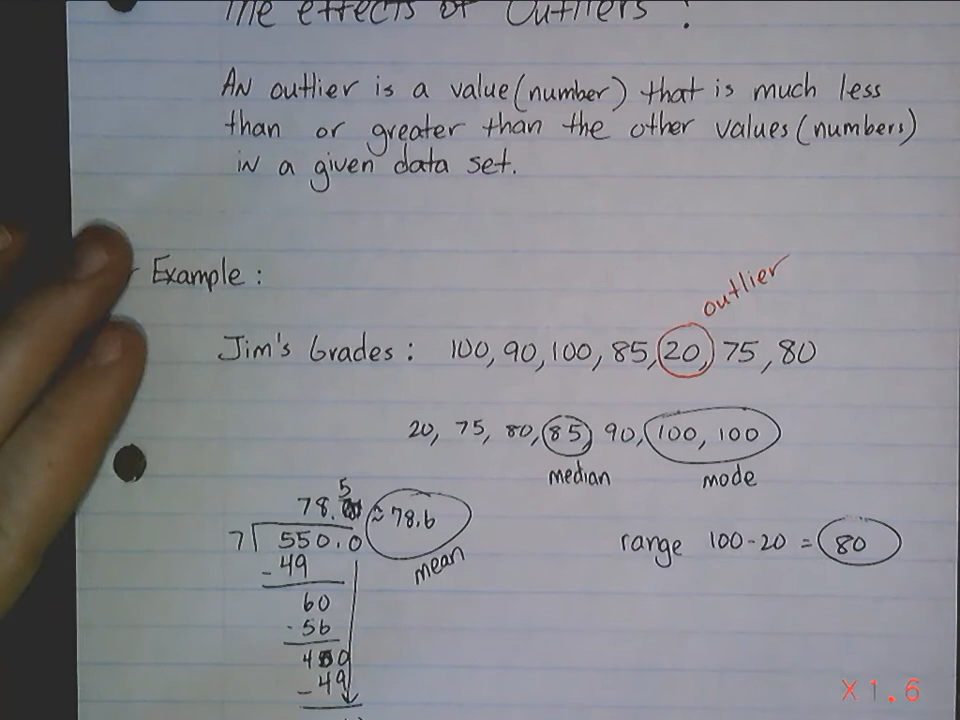 The effects of Outliers :
AN outlier is a value (number) that is much less
than or greater than the other values (numbers)
in a given data set.
Example :
outlier
Jim's Grades : 100, 90, 100, 85, 20, 75, 80
20, 75, 80, 85, 90, 100, 100
median mode
5
78. ≈ 78.6
7 550.0
mean
range 100 - 20 = 80
- 49
60
- 56
40
- 49
X1.6